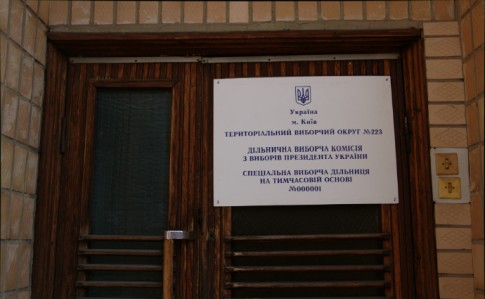 Україна
м. Київ
ТЕРИТОРІАЛЬНИЙ ВИБОРЧИЙ ОКРУГ №223
ДІЛЬНИЧНА ВИБОРЧА КОМІСІЯ
З ВИБОРІВ ПРЕЗИДЕНТА УКРАЇНИ
СПЕЦІАЛЬНА ВИБОРЧА ДІЛЬНИЦЯ
НА ТИМЧАСОВІЙ ОСНОВІ
№000001